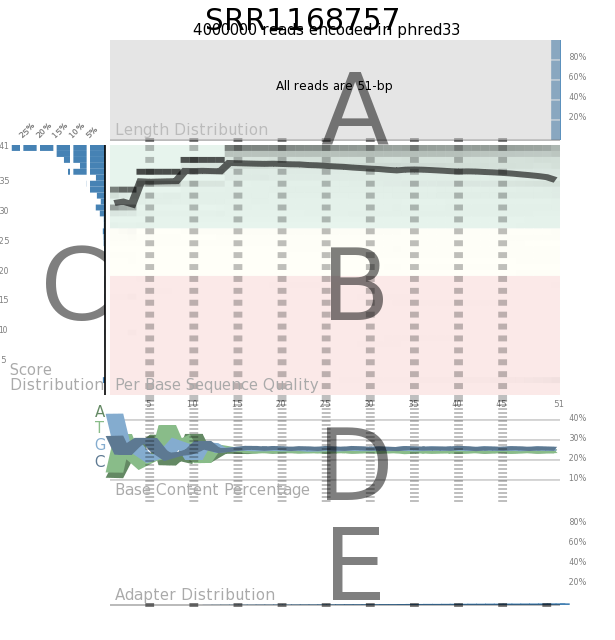 SRR1168757
4000000 reads encoded in phred33
80%
All reads are 51-bp
60%
40%
20%
Length Distribution
A
25% 20% 15% 10% 5%
41
35
30
25
20
15
10
5
C
B
Score
Distribution
Per Base Sequence Quality
5 10 15 20 25 30 35 40 45 51
A
T
G
C
40%
30%
20%
10%
D
Base Content Percentage
E
80%
60%
40%
20%
Adapter Distribution